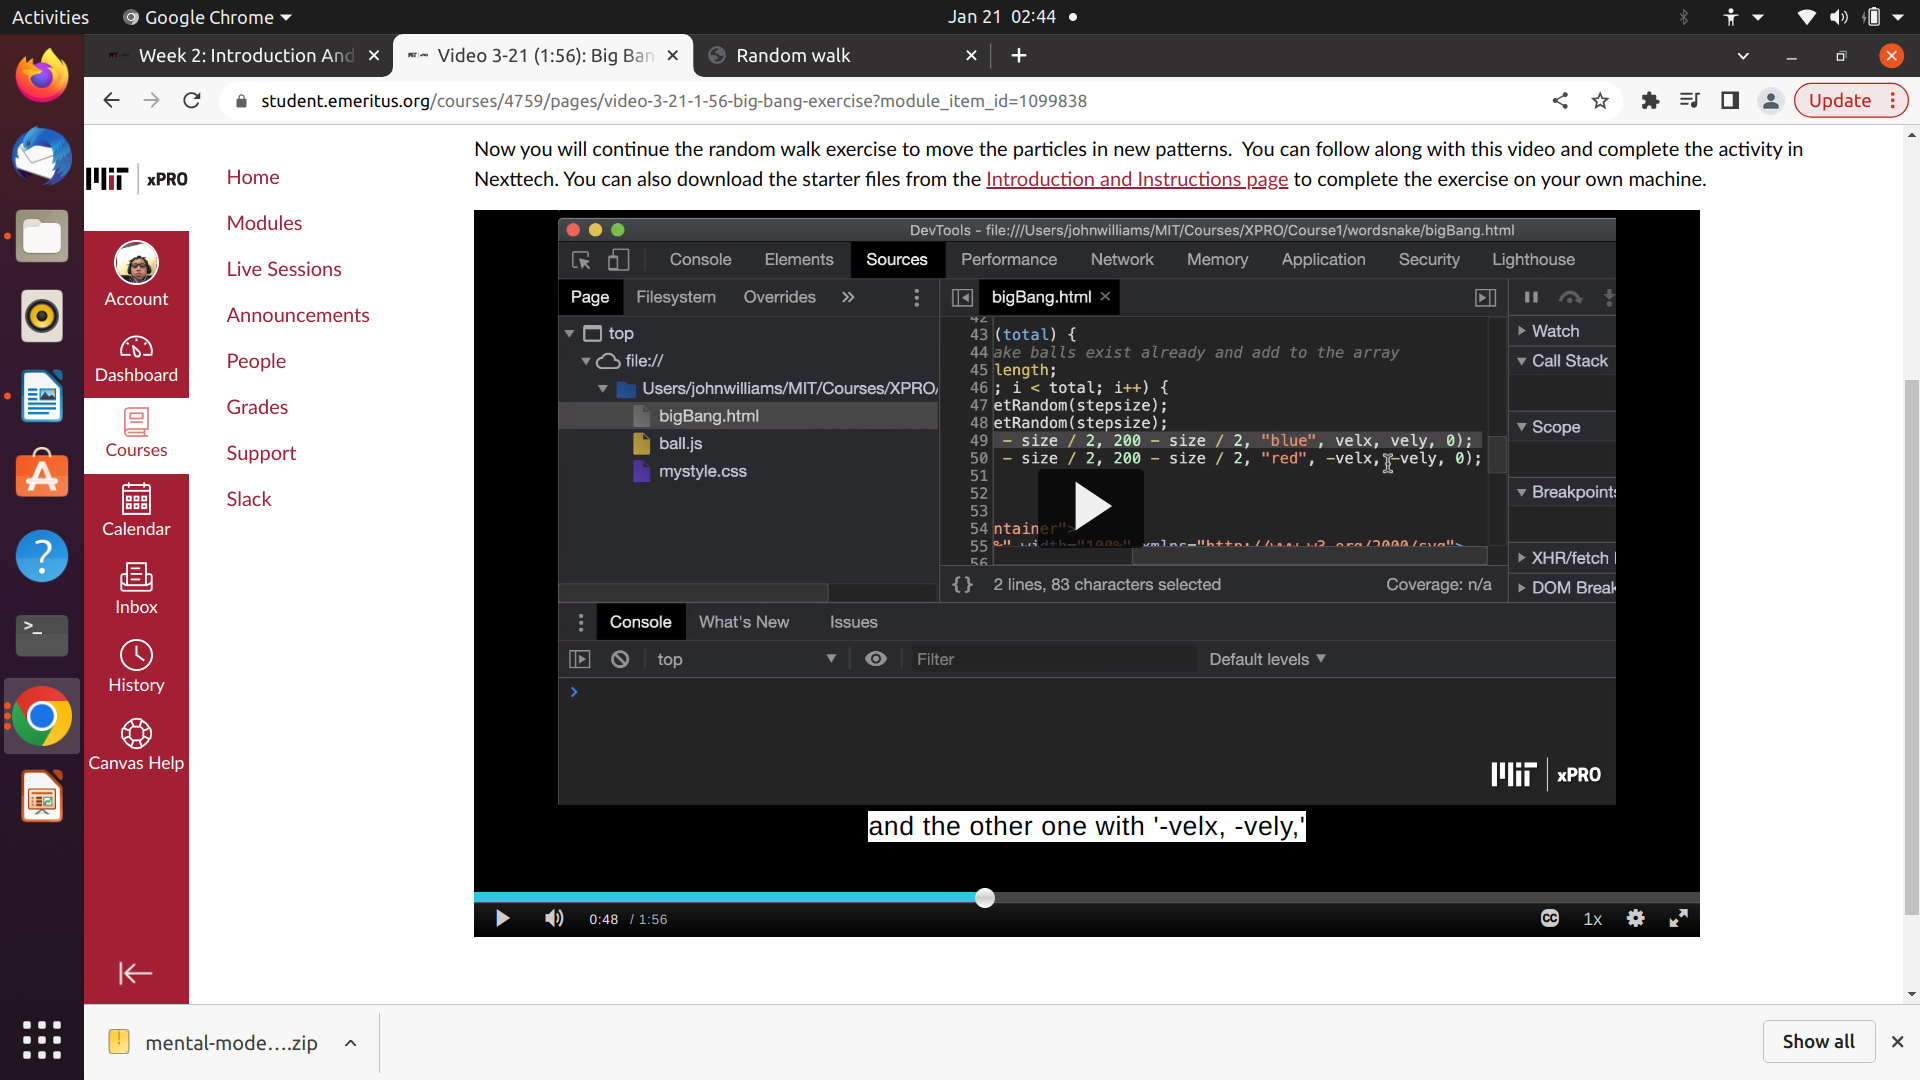 Activities
Google Chrome
Jan 21 02:44
Week 2: Introduction And
Video 3-21 (1:56): Big Ban
Random walk
student.emeritus.org/courses/4759/pages/video-3-21-1-56-big-bang-exercise?module_item_id=1099838
Update
MIT xPRO
Account
Dashboard
Courses
Calendar
Inbox
History
Canvas Help
Home
Modules
Live Sessions
Announcements
People
Grades
Support
Slack
Now you will continue the random walk exercise to move the particles in new patterns. You can follow along with this video and complete the activity in
Nexttech. You can also download the starter files from the Introduction and Instructions page to complete the exercise on your own machine.
DevTools - file:///Users/johnwilliams/MIT/Courses/XPRO/Course1/wordsnake/bigBang.html
Console Elements Sources Performance Network Memory Application Security Lighthouse
Page Filesystem Overrides »
top
file://
Users/johnwilliams/MIT/Courses/XPRO/
bigBang.html
ball.js
mystyle.css
bigBang.html ×
42
43 (total) {
44 ake balls exist already and add to the array
45 length;
46 ; i < total; i++) {
47 etRandom(stepsize);
48 etRandom(stepsize);
49 - size / 2, 200 - size / 2, "blue", velx, vely, 0);
50 - size / 2, 200 - size / 2, "red", -velx, -vely, 0);
51
52
53
54 ntainer">
55 %" width="100%" xmlns="http://www.w3.org/2000/svg">
56
{} 2 lines, 83 characters selected Coverage: n/a
Watch
Call Stack
Scope
Breakpoints
XHR/fetch
DOM Break
Console What's New Issues
top
Filter
Default levels
MIT xPRO
and the other one with '-velx, -vely,'
0:48 / 1:56
CC
1x
mental-mode....zip
Show all